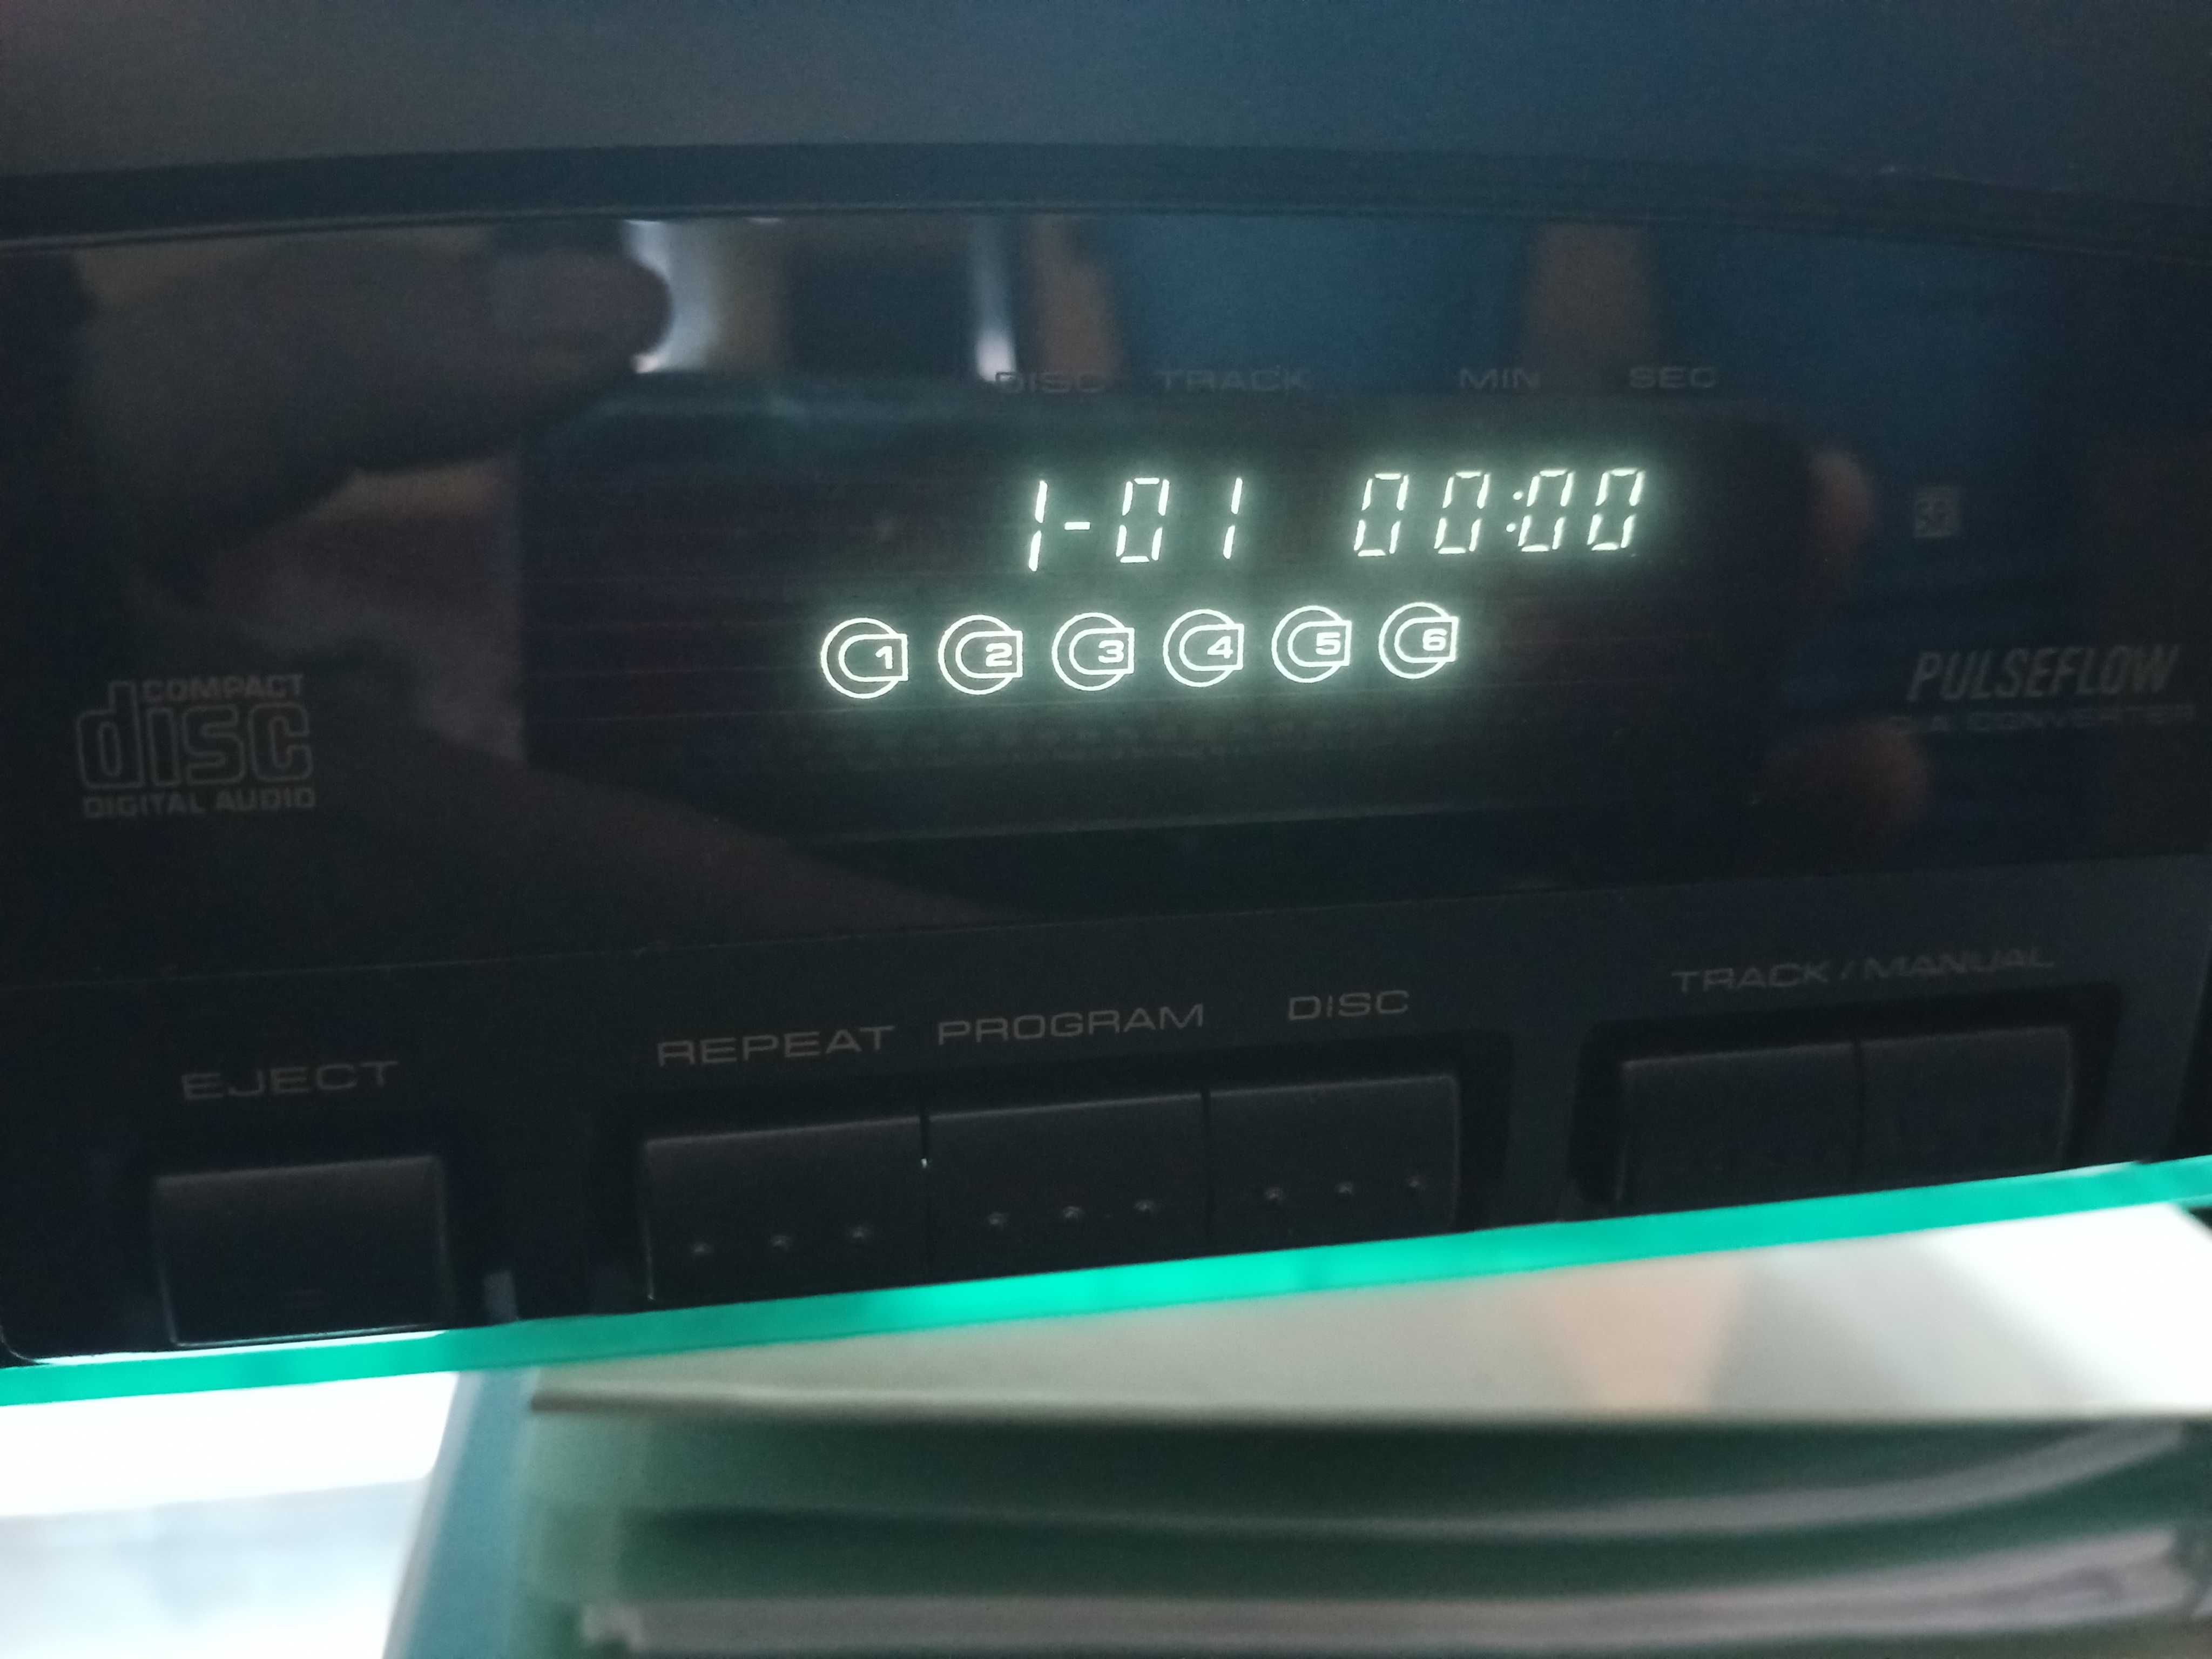 DISC TRACK MIN SEC
1-01 00:00
1 2 3 4 5 6
COMPACT
disc
DIGITAL AUDIO
PULSEFLOW
D/A CONVERTER
TRACK / MANUAL
REPEAT PROGRAM DISC
EJECT